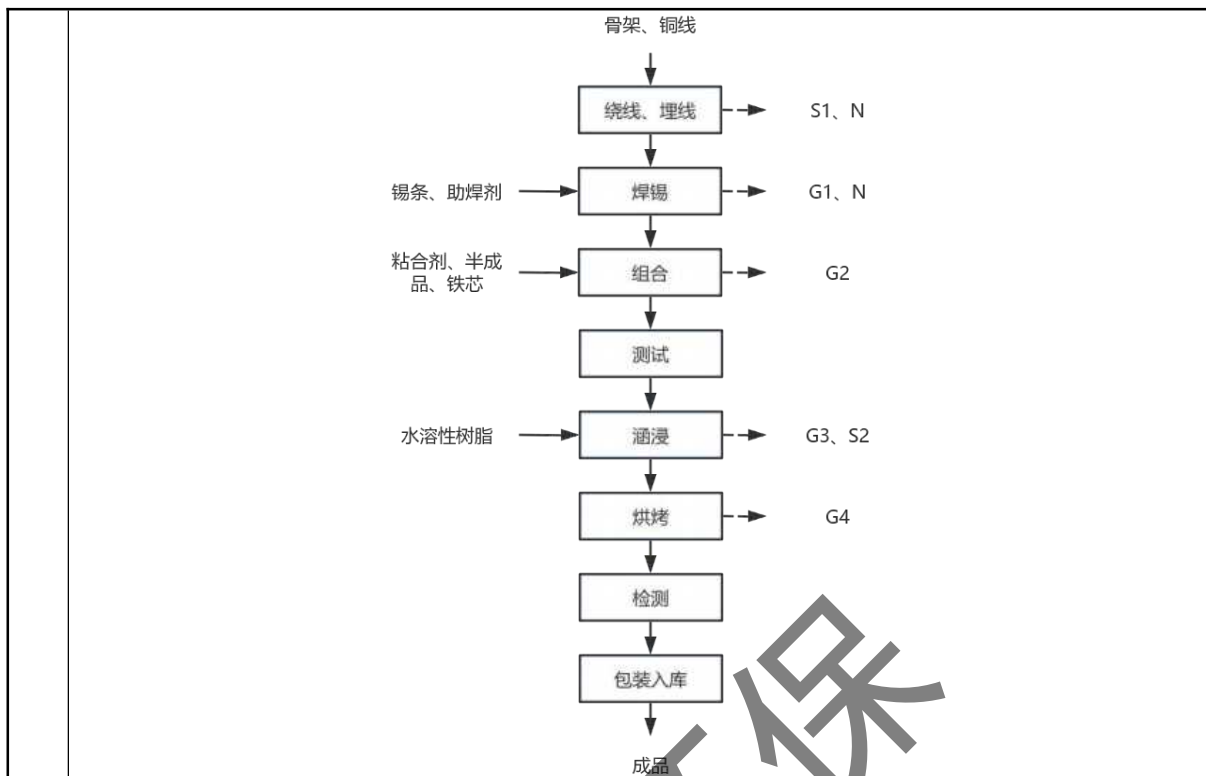 骨架、铜线
绕线、埋线
S1、N
锡条、助焊剂
焊锡
G1、N
粘合剂、半成
品、铁芯
组合
G2
测试
水溶性树脂
涵浸
G3、S2
烘烤
G4
检测
包装入库
成品
保